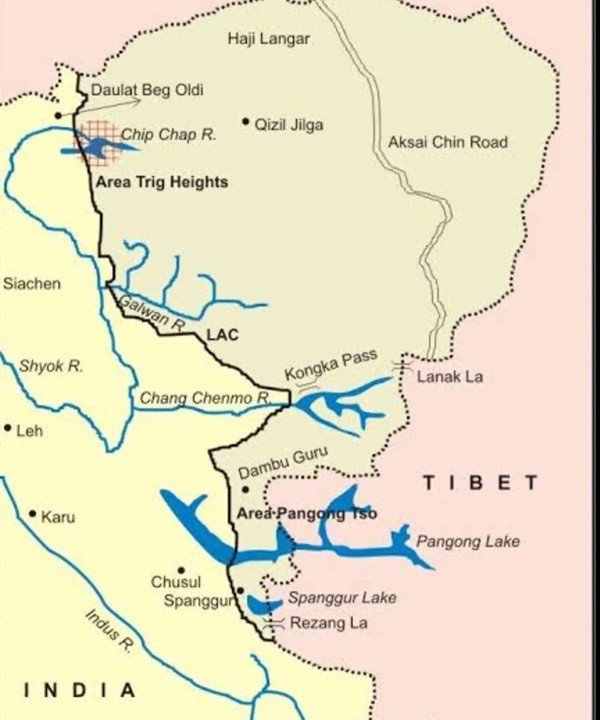 Haji Langar
Daulat Beg Oldi
Qizil Jilga
Chip Chap R.
Aksai Chin Road
Area Trig Heights
Siachen
Galwan R.
LAC
Shyok R.
Kongka Pass
Lanak La
Chang Chenmo R.
Leh
Dambu Guru
TIBET
Area Pangong Tso
Karu
Pangong Lake
Chusul
Spanggur
Spanggur Lake
Rezang La
Indus R.
INDIA